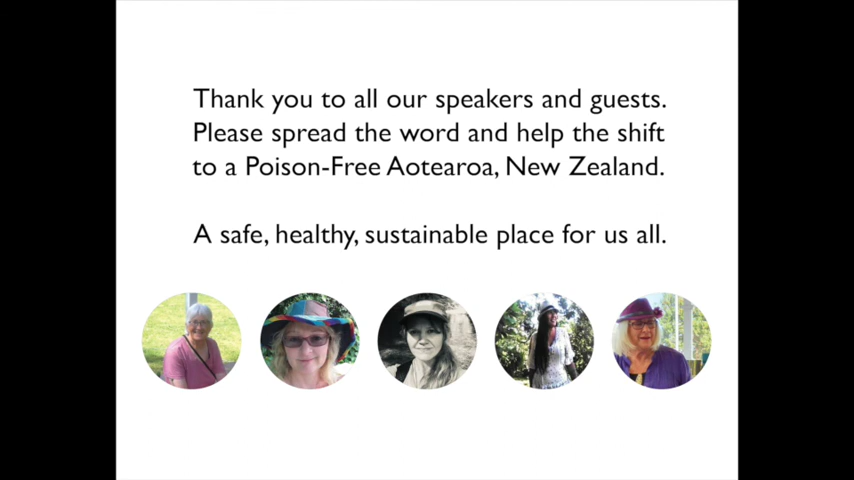 Thank you to all our speakers and guests.
Please spread the word and help the shift
to a Poison-Free Aotearoa, New Zealand.
A safe, healthy, sustainable place for us all.